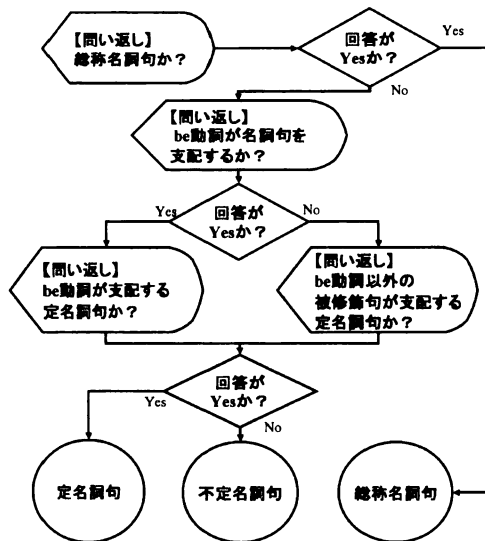 【問い返し】
総称名詞句か？
回答が
Yesか？
Yes
No
【問い返し】
be動詞が名詞句を
支配するか？
Yes
回答が
Yesか？
No
【問い返し】
be動詞が支配する
定名詞句か？
【問い返し】
be動詞以外の
被修飾句が支配する
定名詞句か？
回答が
Yesか？
Yes
No
定名詞句
不定名詞句
総称名詞句